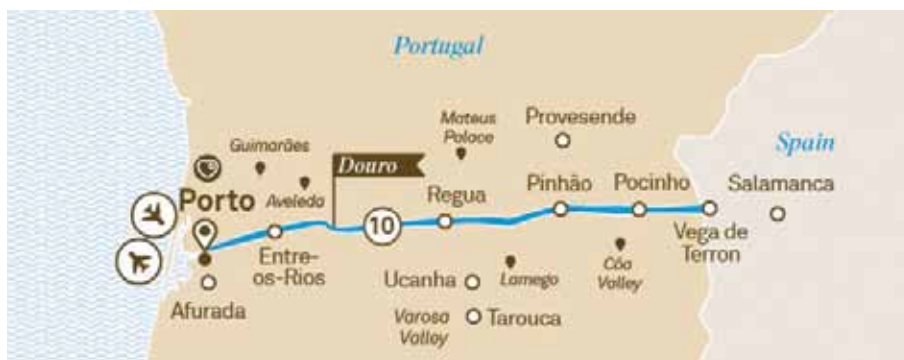 Portugal
Mateus
Palace
Provesende
Guimarães
Spain
Douro
Porto
Aveleda
Regua
Pinhão
Pocinho
Salamanca
10
Entre-
os-Rios
Vega de
Terron
Ucanha
Lamego
Côa
Valley
Afurada
Varosa
Valley
Tarouca